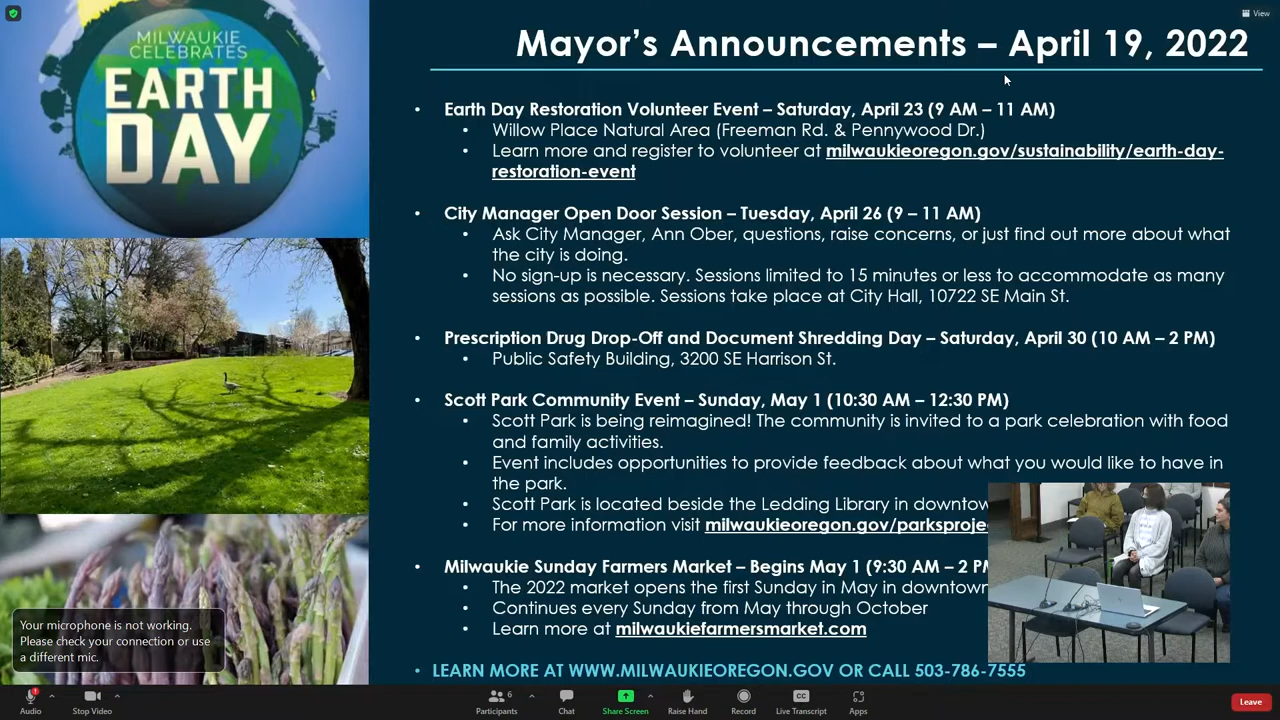 View
MILWAUKIE
CELEBRATES
EARTH
DAY
Mayor's Announcements – April 19, 2022
• Earth Day Restoration Volunteer Event – Saturday, April 23 (9 AM – 11 AM)
• Willow Place Natural Area (Freeman Rd. & Pennywood Dr.)
• Learn more and register to volunteer at milwaukieoregon.gov/sustainability/earth-day-
restoration-event
• City Manager Open Door Session – Tuesday, April 26 (9 – 11 AM)
• Ask City Manager, Ann Ober, questions, raise concerns, or just find out more about what
the city is doing.
• No sign-up is necessary. Sessions limited to 15 minutes or less to accommodate as many
sessions as possible. Sessions take place at City Hall, 10722 SE Main St.
• Prescription Drug Drop-Off and Document Shredding Day – Saturday, April 30 (10 AM – 2 PM)
• Public Safety Building, 3200 SE Harrison St.
• Scott Park Community Event – Sunday, May 1 (10:30 AM – 12:30 PM)
• Scott Park is being reimagined! The community is invited to a park celebration with food
and family activities.
• Event includes opportunities to provide feedback about what you would like to have in
the park.
• Scott Park is located beside the Ledding Library in
• For more information visit
• Milwaukie Sunday Farmers Market – Begins May 1 (9:30 AM – 2
• The 2022 market opens the first Sunday in May in downtown
• Continues every Sunday from May through October
• Learn more at milwaukiefarmersmarket.com
• LEARN MORE AT WWW.MILWAUKIEOREGON.GOV OR CALL 503-786-7555
Your microphone is not working.
Please check your connection or use
a different mic.
Audio
Stop Video
Participants 6
Chat
Share Screen
Raise Hand
Record
CC
Live Transcript
Apps
Leave